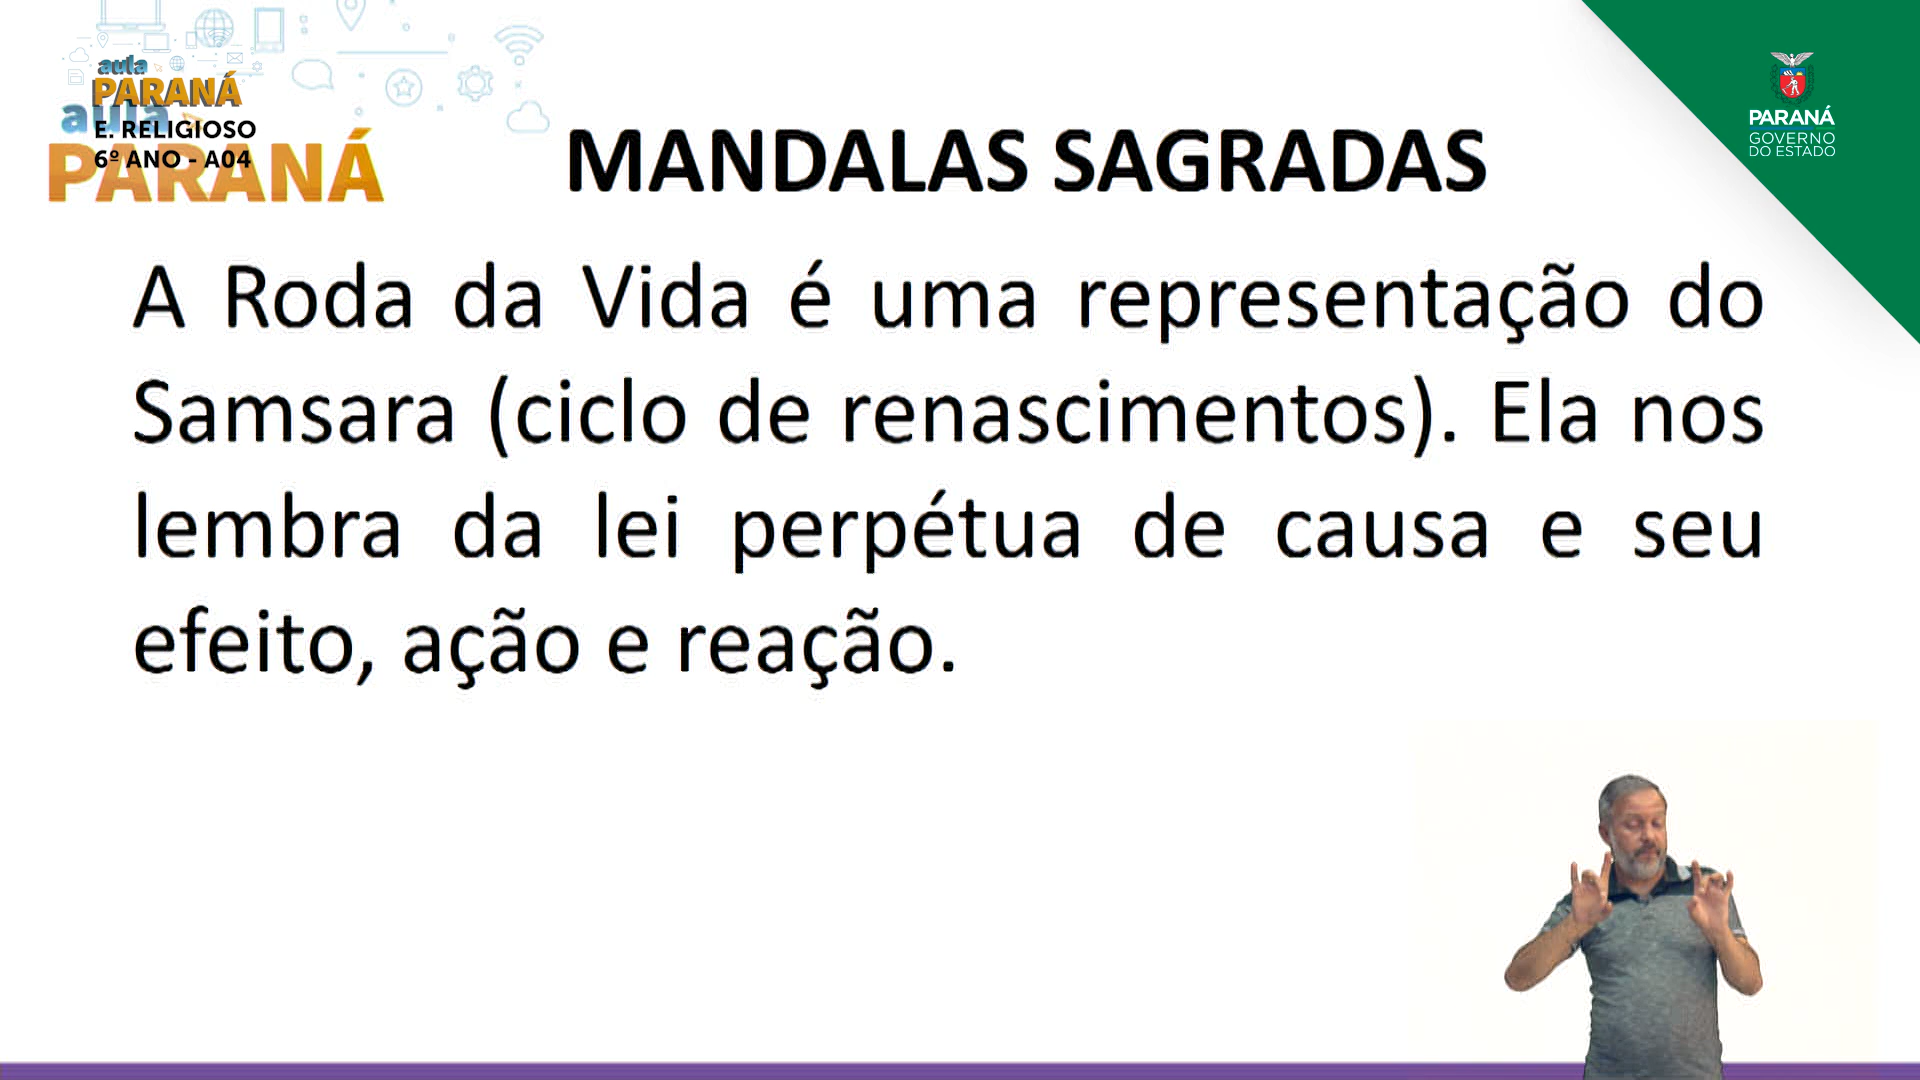 aula
PARANÁ
aula
E. RELIGIOSO
6º ANO - A04
PARANÁ
MANDALAS SAGRADAS
PARANÁ
GOVERNO
DO ESTADO
A Roda da Vida é uma representação do
Samsara (ciclo de renascimentos). Ela nos
lembra da lei perpétua de causa e seu
efeito, ação e reação.